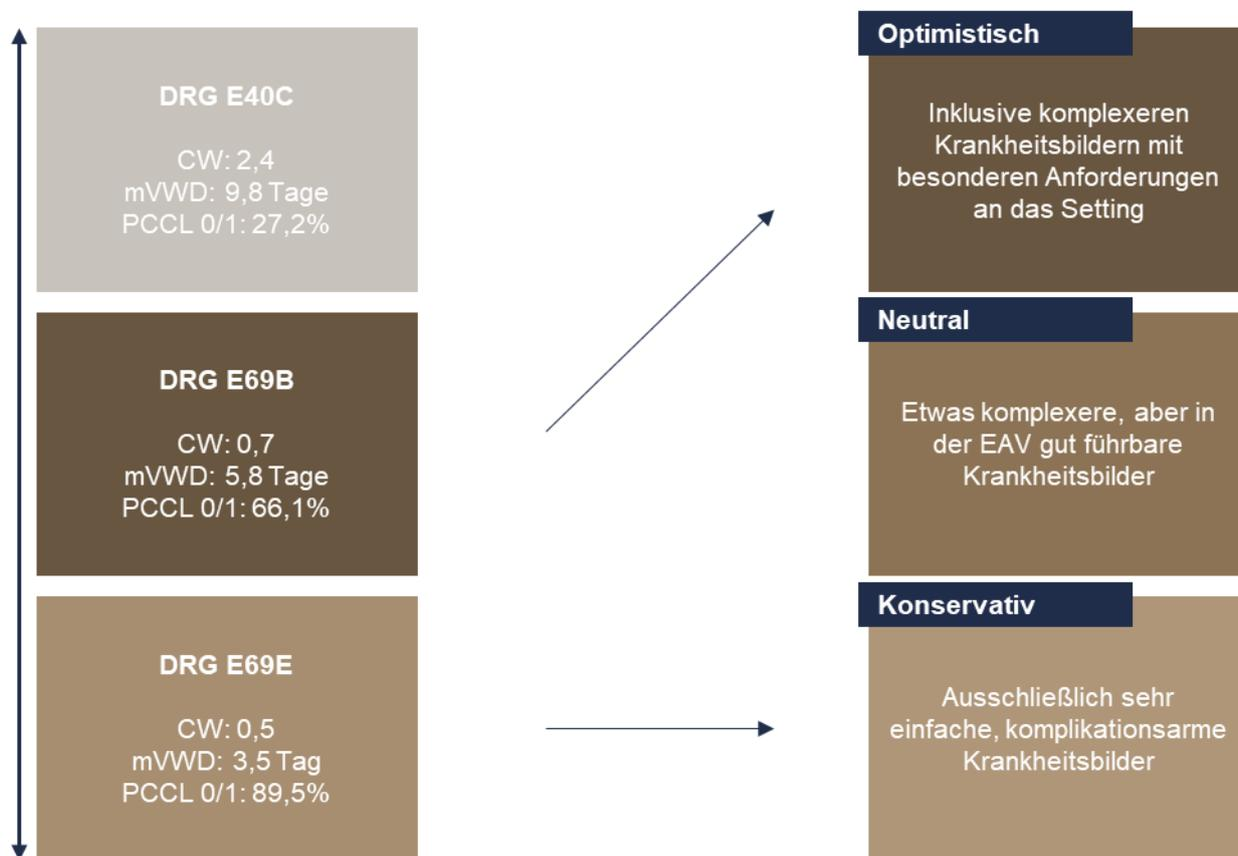 DRG E40C
CW: 2,4
mVWD: 9,8 Tage
PCCL 0/1: 27,2%
DRG E69B
CW: 0,7
mVWD: 5,8 Tage
PCCL 0/1: 66,1%
DRG E69E
CW: 0,5
mVWD: 3,5 Tag
PCCL 0/1: 89,5%
Optimistisch
Inklusive komplexeren
Krankheitsbildern mit
besonderen Anforderungen
an das Setting
Neutral
Etwas komplexere, aber in
der EAV gut führbare
Krankheitsbilder
Konservativ
Ausschließlich sehr
einfache, komplikationsarme
Krankheitsbilder